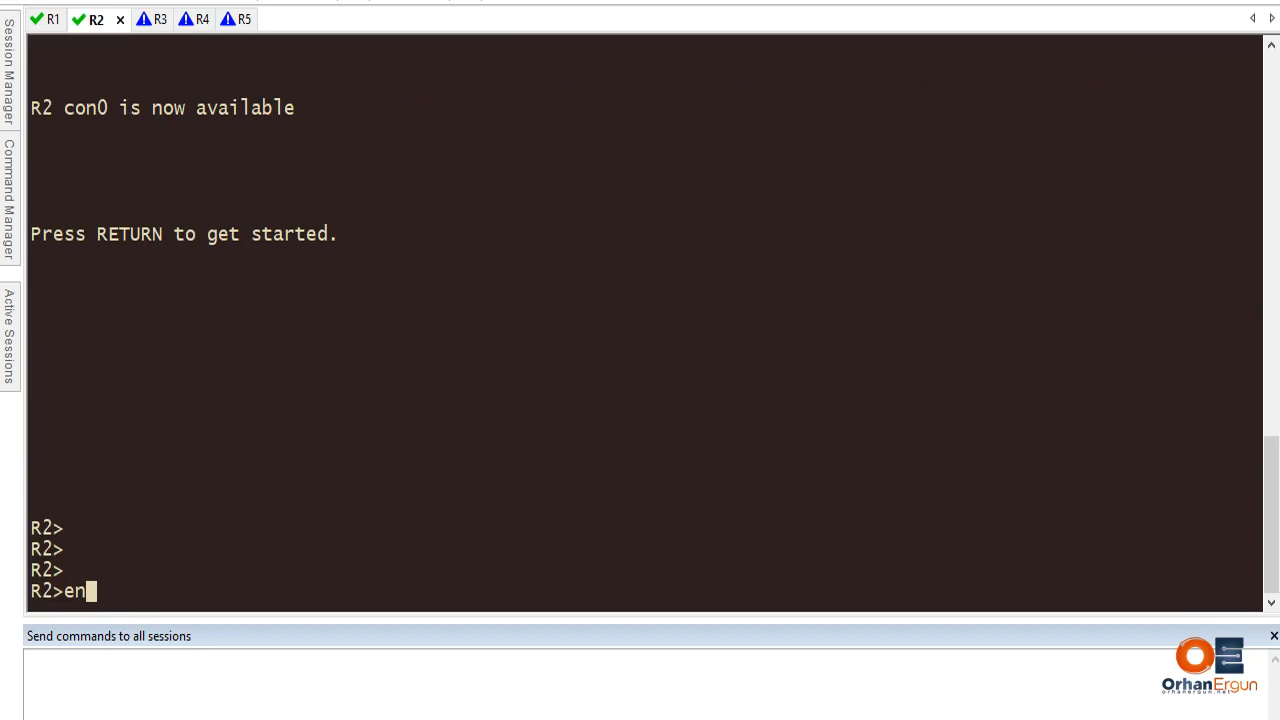 R1 R2 × R3 R4 R5
Session Manager
Command Manager
Active Sessions
R2 con0 is now available
Press RETURN to get started.
R2>
R2>
R2>
R2>en
Send commands to all sessions ×
OrhanErgun
orhanergun.net